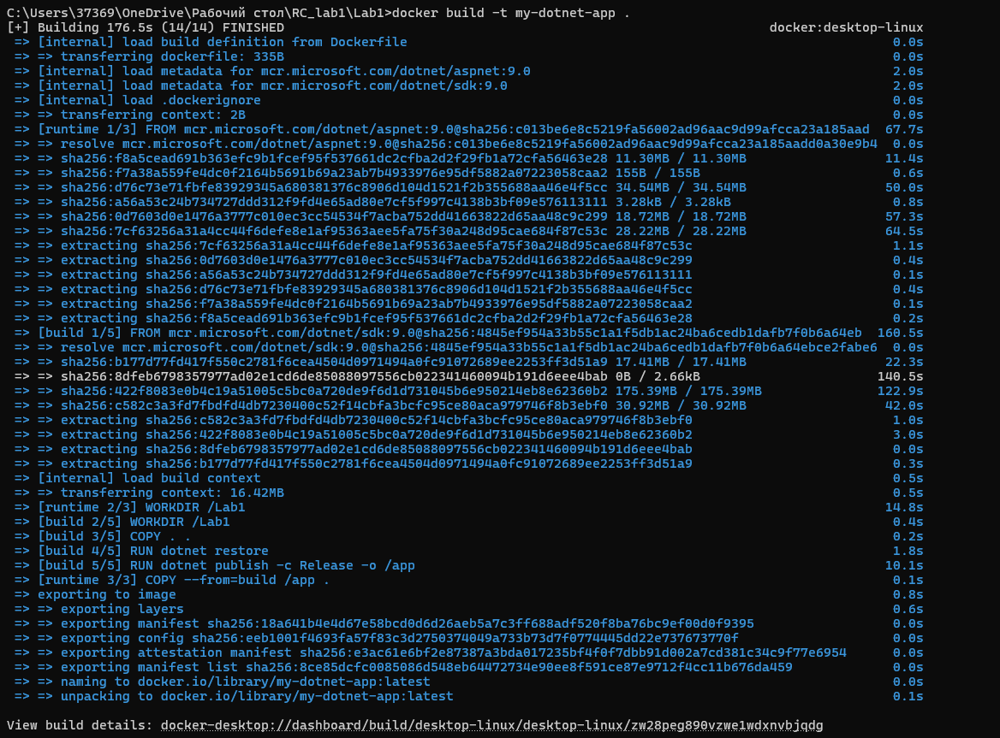 C:\Users\37369\OneDrive\Рабочий стол\RC_lab1\Lab1>docker build -t my-dotnet-app .
[+] Building 176.5s (14/14) FINISHED docker:desktop-linux
=> [internal] load build definition from Dockerfile 0.0s
=> => transferring dockerfile: 335B 0.0s
=> [internal] load metadata for mcr.microsoft.com/dotnet/aspnet:9.0 2.0s
=> [internal] load metadata for mcr.microsoft.com/dotnet/sdk:9.0 2.0s
=> [internal] load .dockerignore 0.0s
=> => transferring context: 2B 0.0s
=> [runtime 1/3] FROM mcr.microsoft.com/dotnet/aspnet:9.0@sha256:c013be6e8c5219fa56002ad96aac9d99afcca23a185aad 67.7s
=> => resolve mcr.microsoft.com/dotnet/aspnet:9.0@sha256:c013be6e8c5219fa56002ad96aac9d99afcca23a185aadd0a30e9b4 0.0s
=> => sha256:f8a5cead691b363efc9b1fcef95f537661dc2cfba2d2f29fb1a72cfa56463e28 11.30MB / 11.30MB 11.4s
=> => sha256:f7a38a559fe4dc0f2164b5691b69a23ab7b4933976e95df5882a07223058caa2 155B / 155B 0.6s
=> => sha256:d76c73e71fbfe83929345a680381376c8906d104d1521f2b355688aa46e4f5cc 34.54MB / 34.54MB 50.0s
=> => sha256:a56a53c24b734727ddd312f9fd4e65ad80e7cf5f997c4138b3bf09e576113111 3.28kB / 3.28kB 0.8s
=> => sha256:0d7603d0e1476a3777c010ec3cc54534f7acba752dd41663822d65aa48c9c299 18.72MB / 18.72MB 57.3s
=> => sha256:7cf63256a31a4cc44f6defe8e1af95363aee5fa75f30a248d95cae684f87c53c 28.22MB / 28.22MB 64.5s
=> => extracting sha256:7cf63256a31a4cc44f6defe8e1af95363aee5fa75f30a248d95cae684f87c53c 1.1s
=> => extracting sha256:0d7603d0e1476a3777c010ec3cc54534f7acba752dd41663822d65aa48c9c299 0.4s
=> => extracting sha256:a56a53c24b734727ddd312f9fd4e65ad80e7cf5f997c4138b3bf09e576113111 0.1s
=> => extracting sha256:d76c73e71fbfe83929345a680381376c8906d104d1521f2b355688aa46e4f5cc 0.4s
=> => extracting sha256:f7a38a559fe4dc0f2164b5691b69a23ab7b4933976e95df5882a07223058caa2 0.1s
=> => extracting sha256:f8a5cead691b363efc9b1fcef95f537661dc2cfba2d2f29fb1a72cfa56463e28 0.2s
=> [build 1/5] FROM mcr.microsoft.com/dotnet/sdk:9.0@sha256:4845ef954a33b55c1a1f5db1ac24ba6cedb1dafb7f0b6a64eb 160.5s
=> => resolve mcr.microsoft.com/dotnet/sdk:9.0@sha256:4845ef954a33b55c1a1f5db1ac24ba6cedb1dafb7f0b6a64ebce2fabe6 0.0s
=> => sha256:b177d77fd417f550c2781f6cea4504d0971494a0fc91072689ee2253ff3d51a9 17.41MB / 17.41MB 22.3s
=> => sha256:8dfeb6798357977ad02e1cd6de85088097556cb022341460094b191d6eee4bab 0B / 2.66kB 140.5s
=> => sha256:422f8083e0b4c19a51005c5bc0a720de9f6d1d731045b6e950214eb8e62360b2 175.39MB / 175.39MB 122.9s
=> => sha256:c582c3a3fd7fbdfd4db7230400c52f14cbfa3bcfc95ce80aca979746f8b3ebf0 30.92MB / 30.92MB 42.0s
=> => extracting sha256:c582c3a3fd7fbdfd4db7230400c52f14cbfa3bcfc95ce80aca979746f8b3ebf0 1.0s
=> => extracting sha256:422f8083e0b4c19a51005c5bc0a720de9f6d1d731045b6e950214eb8e62360b2 3.0s
=> => extracting sha256:8dfeb6798357977ad02e1cd6de85088097556cb022341460094b191d6eee4bab 0.0s
=> => extracting sha256:b177d77fd417f550c2781f6cea4504d0971494a0fc91072689ee2253ff3d51a9 0.3s
=> [internal] load build context 0.5s
=> => transferring context: 16.42MB 0.5s
=> [runtime 2/3] WORKDIR /Lab1 14.8s
=> [build 2/5] WORKDIR /Lab1 0.4s
=> [build 3/5] COPY . . 0.2s
=> [build 4/5] RUN dotnet restore 1.8s
=> [build 5/5] RUN dotnet publish -c Release -o /app 10.1s
=> [runtime 3/3] COPY --from=build /app . 0.1s
=> exporting to image 0.8s
=> => exporting layers 0.6s
=> => exporting manifest sha256:18a641b4e4d67e58bcd0d6d26aeb5a7c3ff688adf520f8ba76bc9ef00d0f9395 0.0s
=> => exporting config sha256:eeb1001f4693fa57f83c3d2750374049a733b73d7f0774445dd22e737673770f 0.0s
=> => exporting attestation manifest sha256:e3ac61e6bf2e87387a3bda017235bf4f0f7dbb91d002a7cd381c34c9f77e6954 0.0s
=> => exporting manifest list sha256:8ce85dcfc0085086d548eb64472734e90ee8f591ce87e9712f4cc11b676da459 0.0s
=> => naming to docker.io/library/my-dotnet-app:latest 0.0s
=> => unpacking to docker.io/library/my-dotnet-app:latest 0.1s
View build details: docker-desktop://dashboard/build/desktop-linux/desktop-linux/zw28peg890vzwe1wdxnvbjqdg